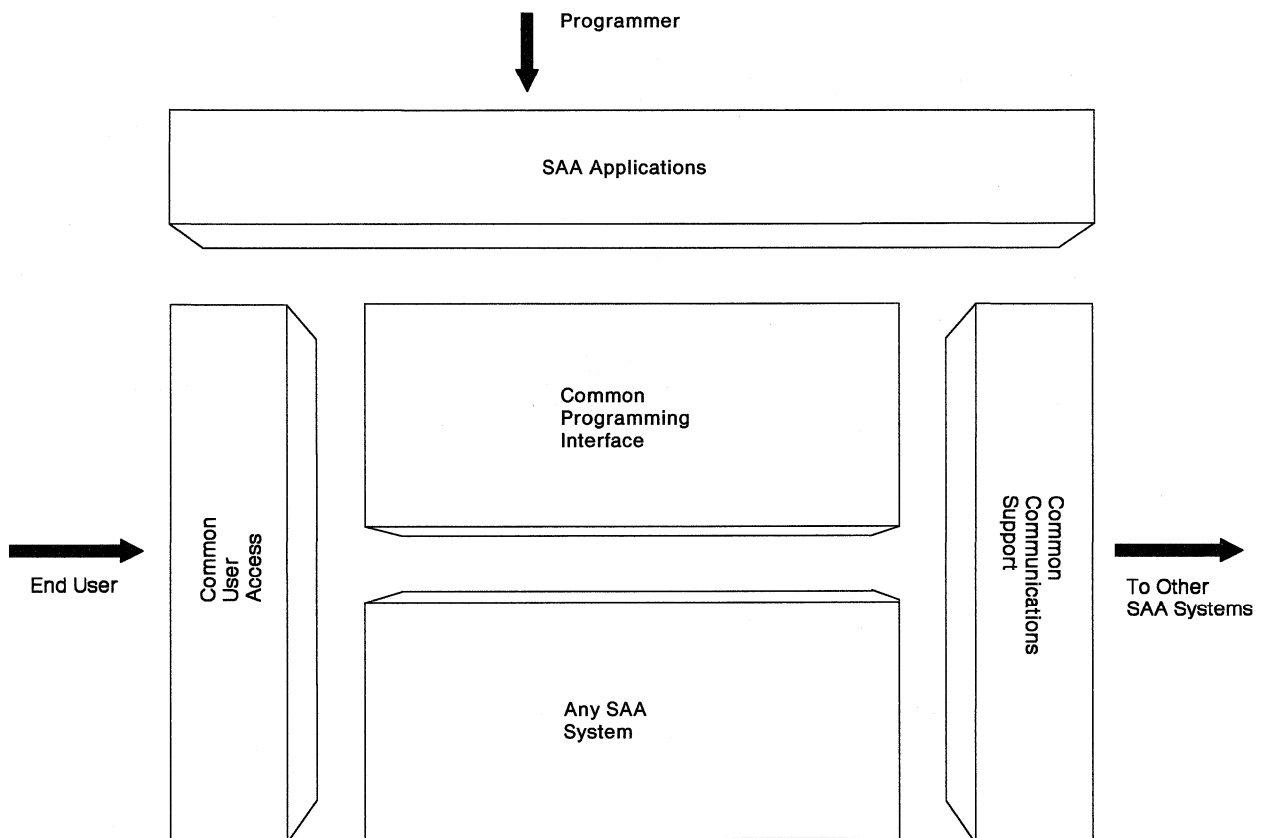 Programmer
SAA Applications
Common
Programming
Interface
Common
User
Access
Common
Communications
Support
End User
To Other
SAA Systems
Any SAA
System